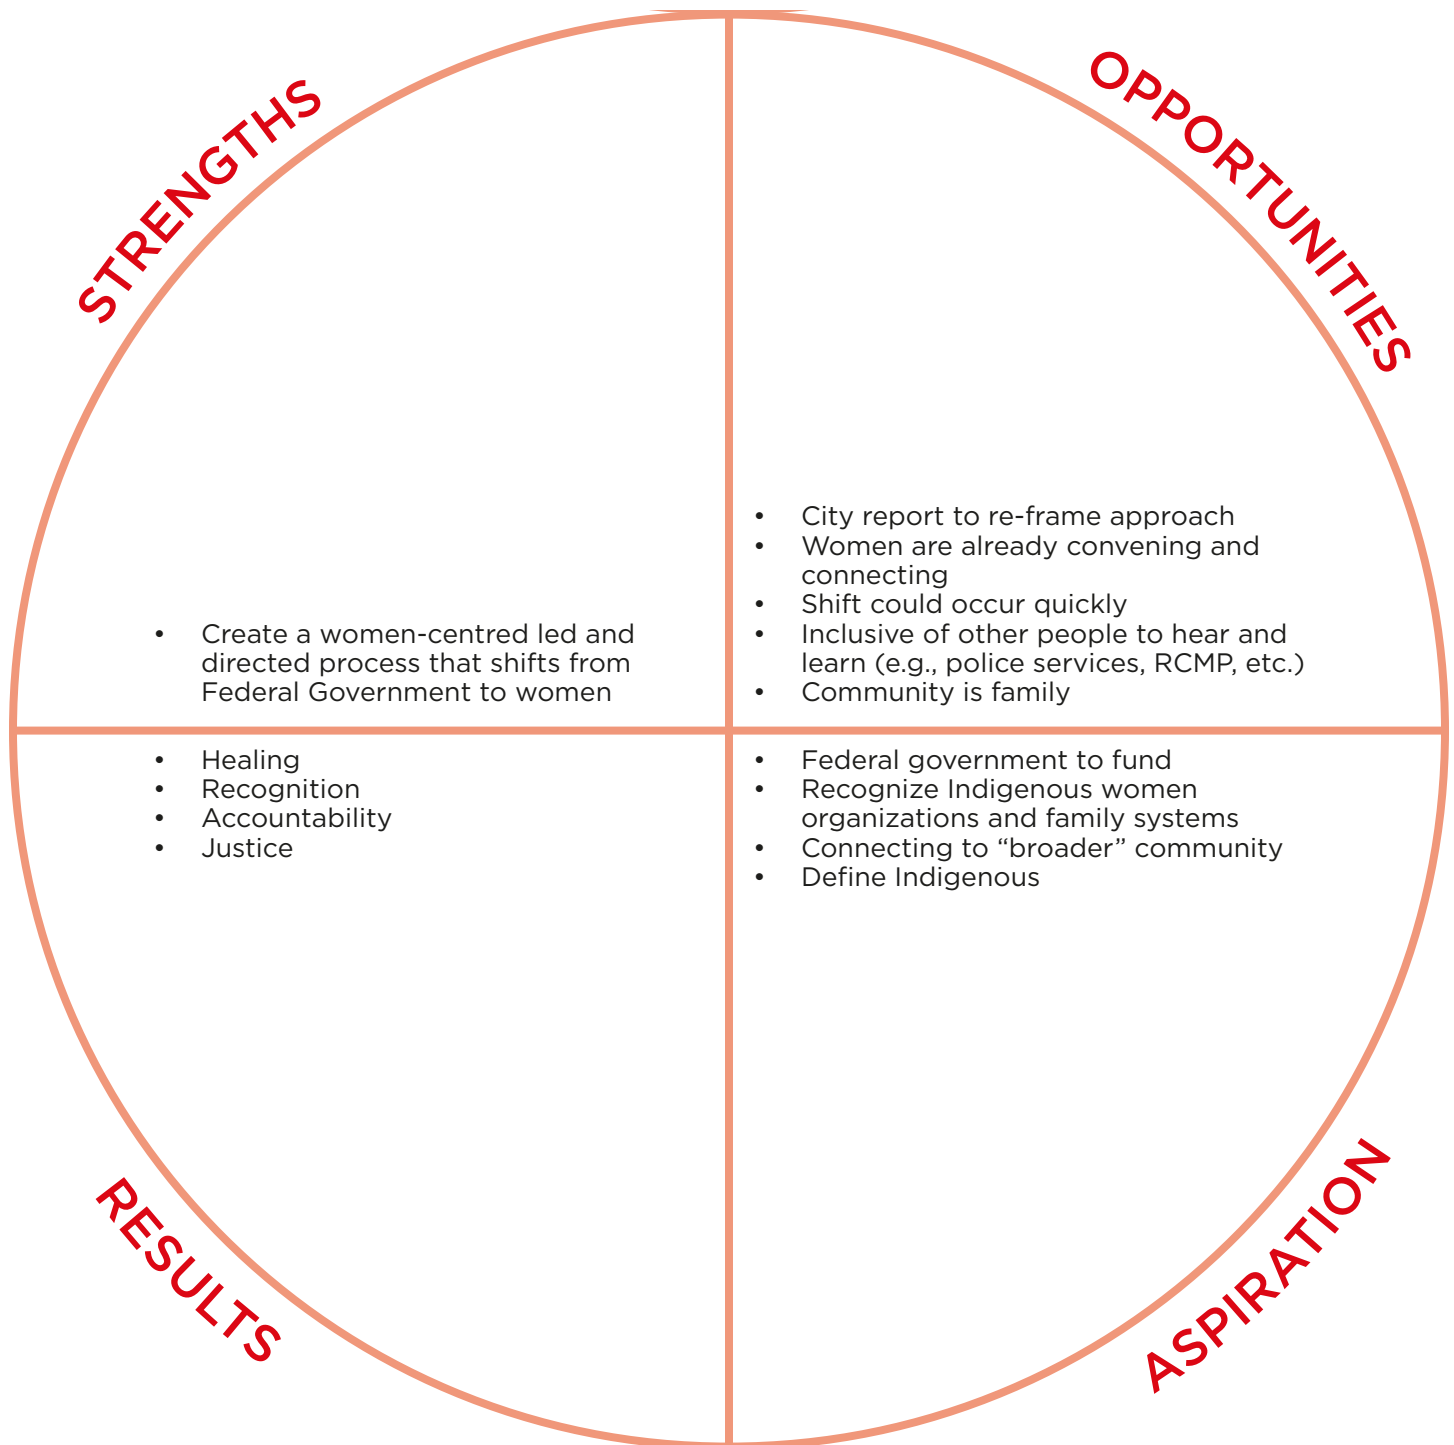 STRENGTHS
• Create a women-centred led and
directed process that shifts from
Federal Government to women
OPPORTUNITIES
• City report to re-frame approach
• Women are already convening and
connecting
• Shift could occur quickly
• Inclusive of other people to hear and
learn (e.g., police services, RCMP, etc.)
• Community is family
RESULTS
• Healing
• Recognition
• Accountability
• Justice
ASPIRATION
• Federal government to fund
• Recognize Indigenous women
organizations and family systems
• Connecting to “broader” community
• Define Indigenous